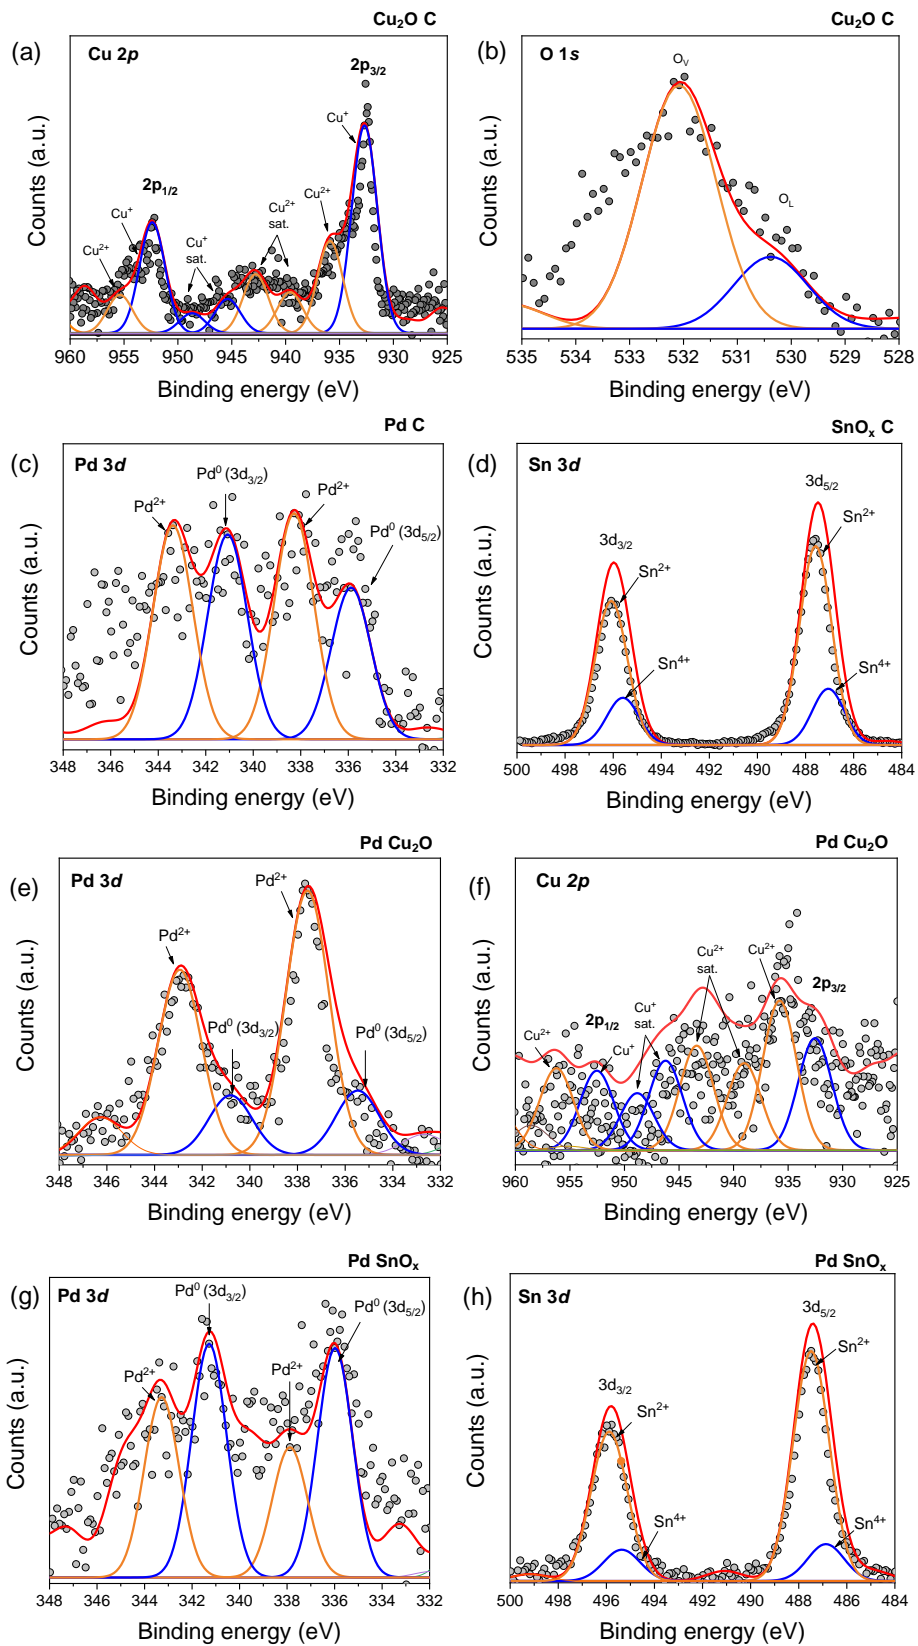 Cu₂O C
(a)
Cu 2p
2p₃/₂
Cu⁺
2p₁/₂
Cu⁺
Cu²⁺
Cu⁺
sat.
Cu²⁺
sat.
Cu²⁺
Counts (a.u.)
960 955 950 945 940 935 930 925
Binding energy (eV)
Cu₂O C
(b)
O 1s
Oᵥ
O_L
Counts (a.u.)
535 534 533 532 531 530 529 528
Binding energy (eV)
Pd C
(c)
Pd 3d
Pd⁰ (3d₃/₂)
Pd²⁺
Pd²⁺
Pd⁰ (3d₅/₂)
Counts (a.u.)
348 346 344 342 340 338 336 334 332
Binding energy (eV)
SnOₓ C
(d)
Sn 3d
3d₅/₂
Sn²⁺
3d₃/₂
Sn²⁺
Sn⁴⁺
Sn⁴⁺
Counts (a.u.)
500 498 496 494 492 490 488 486 484
Binding energy (eV)
Pd Cu₂O
(e)
Pd 3d
Pd²⁺
Pd²⁺
Pd⁰ (3d₃/₂)
Pd⁰ (3d₅/₂)
Counts (a.u.)
348 346 344 342 340 338 336 334 332
Binding energy (eV)
Pd Cu₂O
(f)
Cu 2p
Cu²⁺
sat.
Cu²⁺
2p₃/₂
2p₁/₂
Cu⁺
sat.
Cu²⁺
Cu⁺
Counts (a.u.)
960 955 950 945 940 935 930 925
Binding energy (eV)
Pd SnOₓ
(g)
Pd 3d
Pd⁰ (3d₃/₂)
Pd⁰ (3d₅/₂)
Pd²⁺
Pd²⁺
Counts (a.u.)
348 346 344 342 340 338 336 334 332
Binding energy (eV)
Pd SnOₓ
(h)
Sn 3d
3d₅/₂
Sn²⁺
3d₃/₂
Sn²⁺
Sn⁴⁺
Sn⁴⁺
Counts (a.u.)
500 498 496 494 492 490 488 486 484
Binding energy (eV)